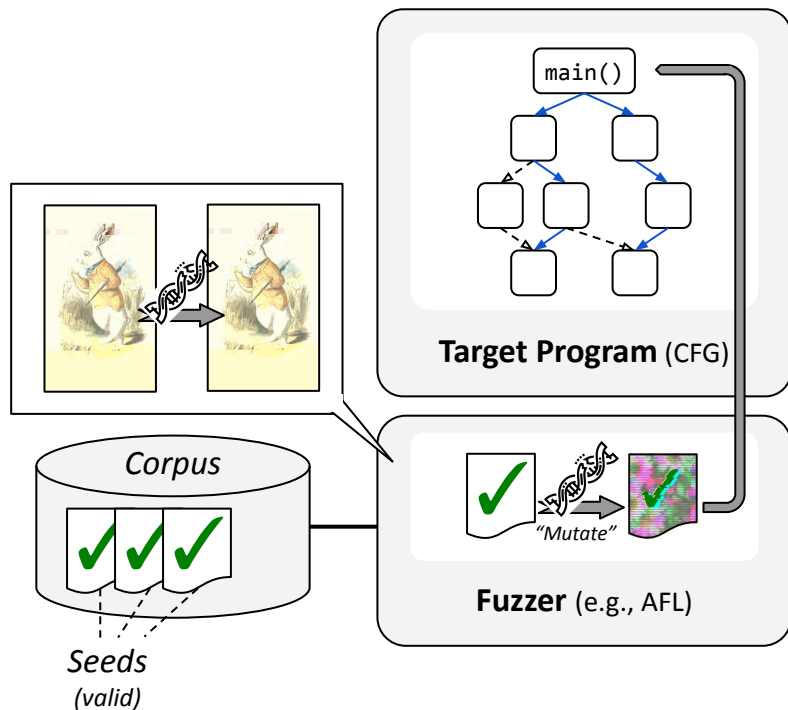 main()
Target Program (CFG)
Corpus
"Mutate"
Fuzzer (e.g., AFL)
Seeds
(valid)